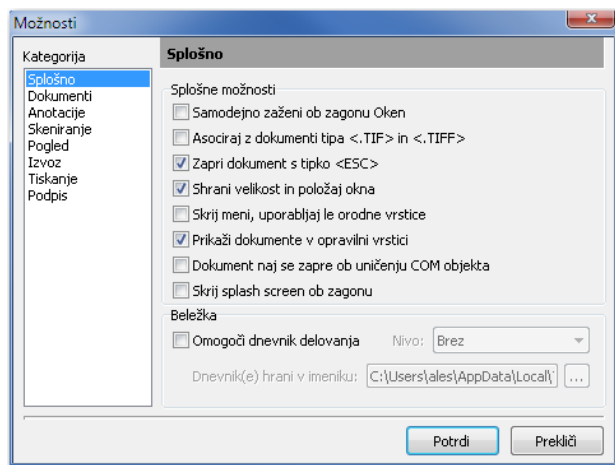 Možnosti
Kategorija
Splošno
Dokumenti
Anotacije
Skeniranje
Pogled
Izvoz
Tiskanje
Podpis
Splošno
Splošne možnosti
Samodejno zaženi ob zagonu Oken
Asociraj z dokumenti tipa <.TIF> in <.TIFF>
Zapri dokument s tipko <ESC>
Shrani velikost in položaj okna
Skrij meni, uporabljaj le orodne vrstice
Prikaži dokumente v opravilni vrstici
Dokument naj se zapre ob uničenju COM objekta
Skrij splash screen ob zagonu
Beležka
Omogoči dnevnik delovanja Nivo: Brez
Dnevnik(e) hrani v imeniku: C:\Users\ales\AppData\Local\ ...
Potrdi Prekliči